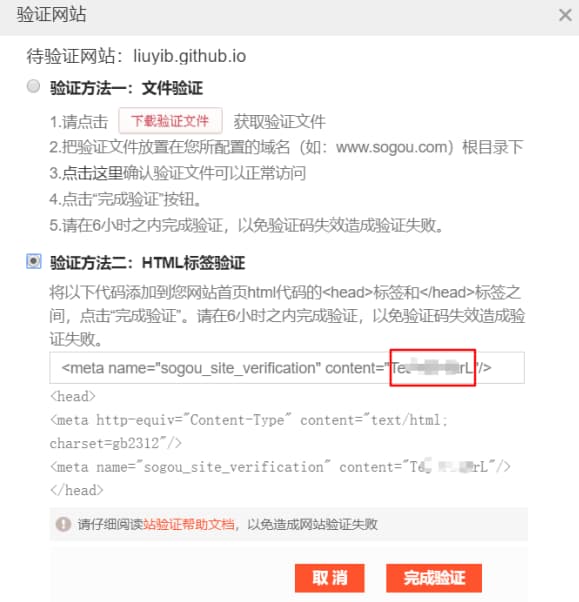 验证网站
待验证网站：liuyib.github.io
验证方法一：文件验证
1.请点击 下载验证文件 获取验证文件
2.把验证文件放置在您所配置的域名（如：www.sogou.com）根目录下
3.点击这里确认验证文件可以正常访问
4.点击“完成验证”按钮。
5.请在6小时之内完成验证，以免验证码失效造成验证失败。
验证方法二：HTML标签验证
将以下代码添加到您网站首页html代码的<head>标签和</head>标签之
间，点击“完成验证”。请在6小时之内完成验证，以免验证码失效造成验
证失败。
<meta name="sogou_site_verification" content="Te rL"/>
<head>
<meta http-equiv="Content-Type" content="text/html;
charset=gb2312"/>
<meta name="sogou_site_verification" content="Te rL"/>
</head>
请仔细阅读站验证帮助文档，以免造成网站验证失败
取 消 完成验证